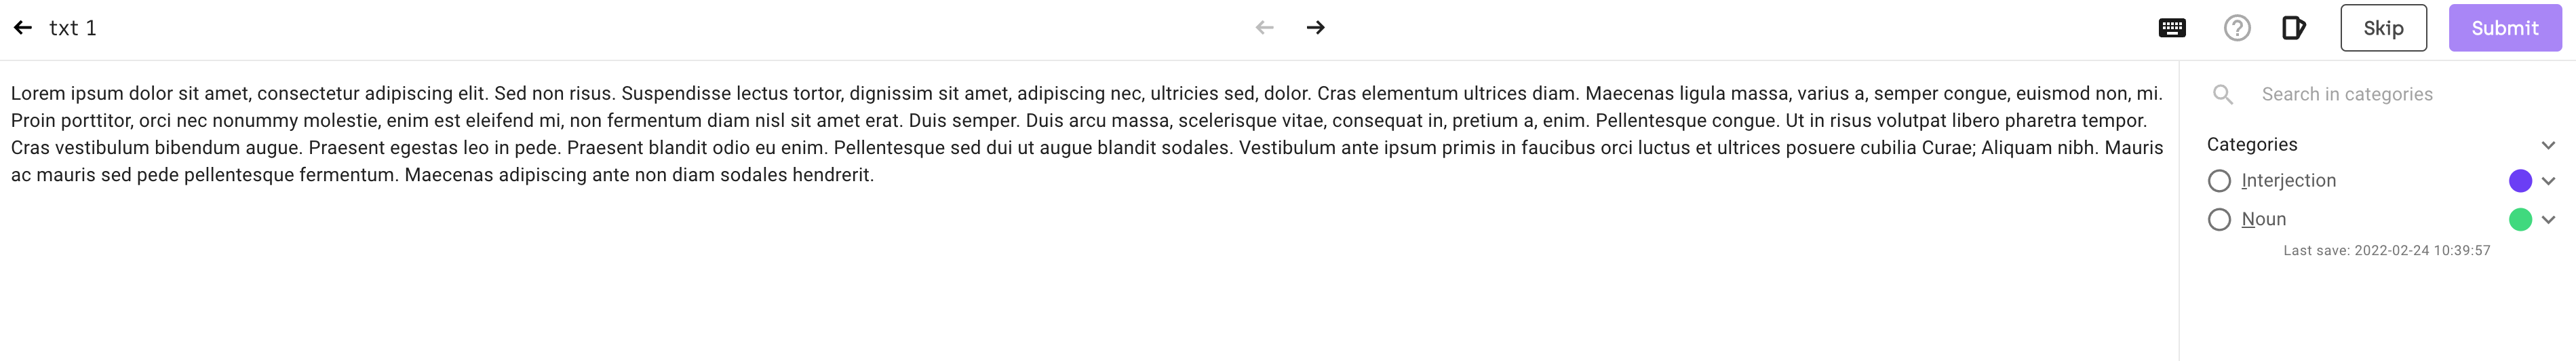 txt 1
Skip
Submit
Lorem ipsum dolor sit amet, consectetur adipiscing elit. Sed non risus. Suspendisse lectus tortor, dignissim sit amet, adipiscing nec, ultricies sed, dolor. Cras elementum ultrices diam. Maecenas ligula massa, varius a, semper congue, euismod non, mi.
Proin porttitor, orci nec nonummy molestie, enim est eleifend mi, non fermentum diam nisl sit amet erat. Duis semper. Duis arcu massa, scelerisque vitae, consequat in, pretium a, enim. Pellentesque congue. Ut in risus volutpat libero pharetra tempor.
Cras vestibulum bibendum augue. Praesent egestas leo in pede. Praesent blandit odio eu enim. Pellentesque sed dui ut augue blandit sodales. Vestibulum ante ipsum primis in faucibus orci luctus et ultrices posuere cubilia Curae; Aliquam nibh. Mauris
ac mauris sed pede pellentesque fermentum. Maecenas adipiscing ante non diam sodales hendrerit.
Search in categories
Categories
Interjection
Noun
Last save: 2022-02-24 10:39:57